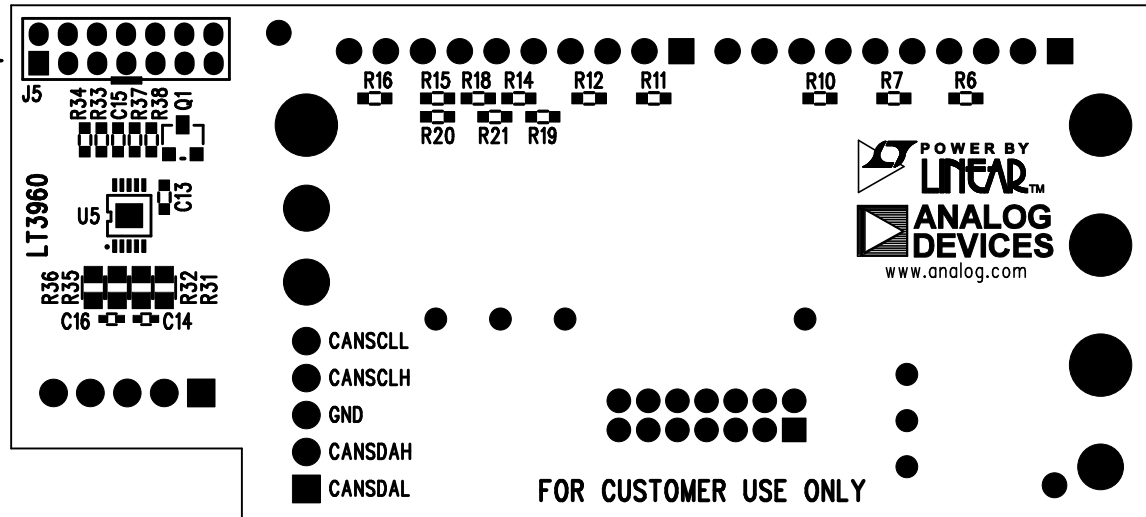 J5
R34
R33
C15
R37
R38
Q1
R16
R15
R18
R14
R12
R11
R10
R7
R6
R20
R21
R19
POWER BY
LINEAR™
ANALOG
DEVICES
www.analog.com
LT3960
U5
C13
R36
R35
R32
R31
C16
C14
CANSCLL
CANSCLH
GND
CANSDAH
CANSDAL
FOR CUSTOMER USE ONLY